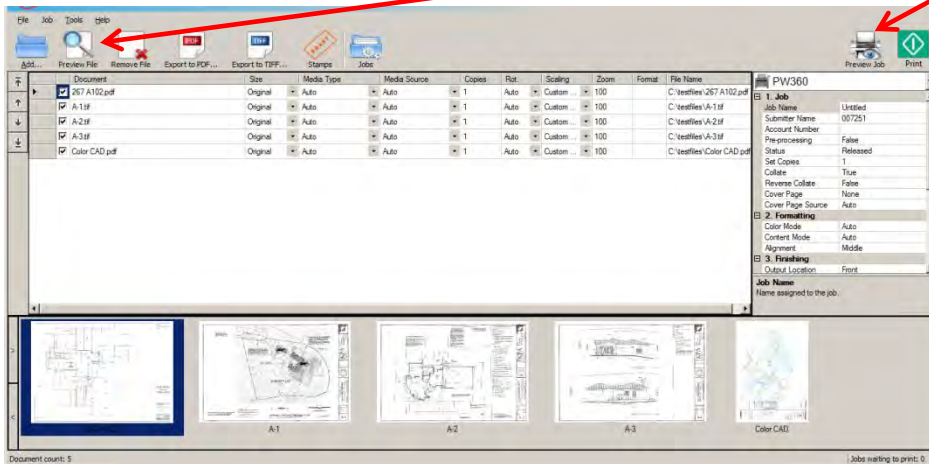 File Job Tools Help
Add... Preview File Remove File Export to PDF... Export to TIFF... Stamps Jobs Preview Job Print
PDF TIFF DRAFT
Document Size Media Type Media Source Copies Rot. Scaling Zoom Format File Name
267 A102.pdf Original Auto Auto 1 Auto Custom ... 100 C:\testfiles\267 A102.pdf
A-1.tif Original Auto Auto 1 Auto Custom ... 100 C:\testfiles\A-1.tif
A-2.tif Original Auto Auto 1 Auto Custom ... 100 C:\testfiles\A-2.tif
A-3.tif Original Auto Auto 1 Auto Custom ... 100 C:\testfiles\A-3.tif
Color CAD.pdf Original Auto Auto 1 Auto Custom ... 100 C:\testfiles\Color CAD.pdf
PW360
1. Job
Job Name Untitled
Submitter Name 007251
Account Number
Pre-processing False
Status Released
Set Copies 1
Collate True
Reverse Collate False
Cover Page None
Cover Page Source Auto
2. Formatting
Color Mode Auto
Content Mode Auto
Alignment Middle
3. Finishing
Output Location Front
Job Name
Name assigned to the job.
A-1 A-2 A-3 Color CAD
Document count: 5 Jobs waiting to print: 0